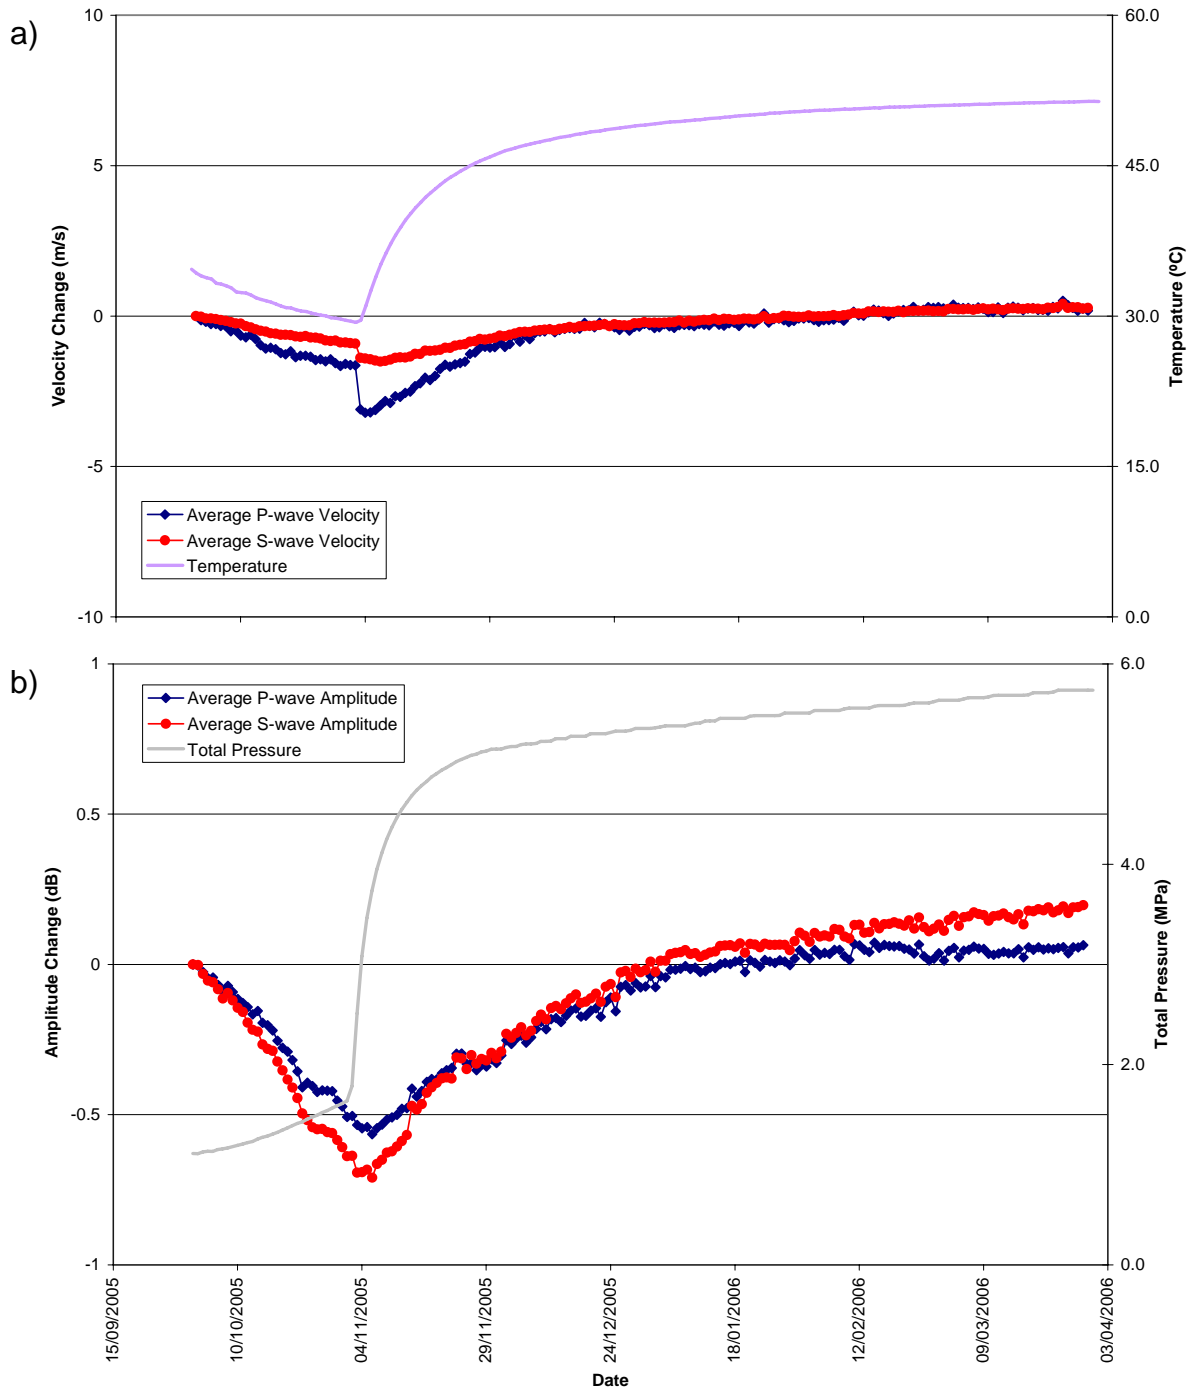 a)
10
5
0
-5
-10
Velocity Change (m/s)
60.0
45.0
30.0
15.0
0.0
Temperature (ºC)
Average P-wave Velocity
Average S-wave Velocity
Temperature
b)
1
0.5
0
-0.5
-1
Amplitude Change (dB)
6.0
4.0
2.0
0.0
Total Pressure (MPa)
Average P-wave Amplitude
Average S-wave Amplitude
Total Pressure
15/09/2005
10/10/2005
04/11/2005
29/11/2005
24/12/2005
18/01/2006
12/02/2006
09/03/2006
03/04/2006
Date